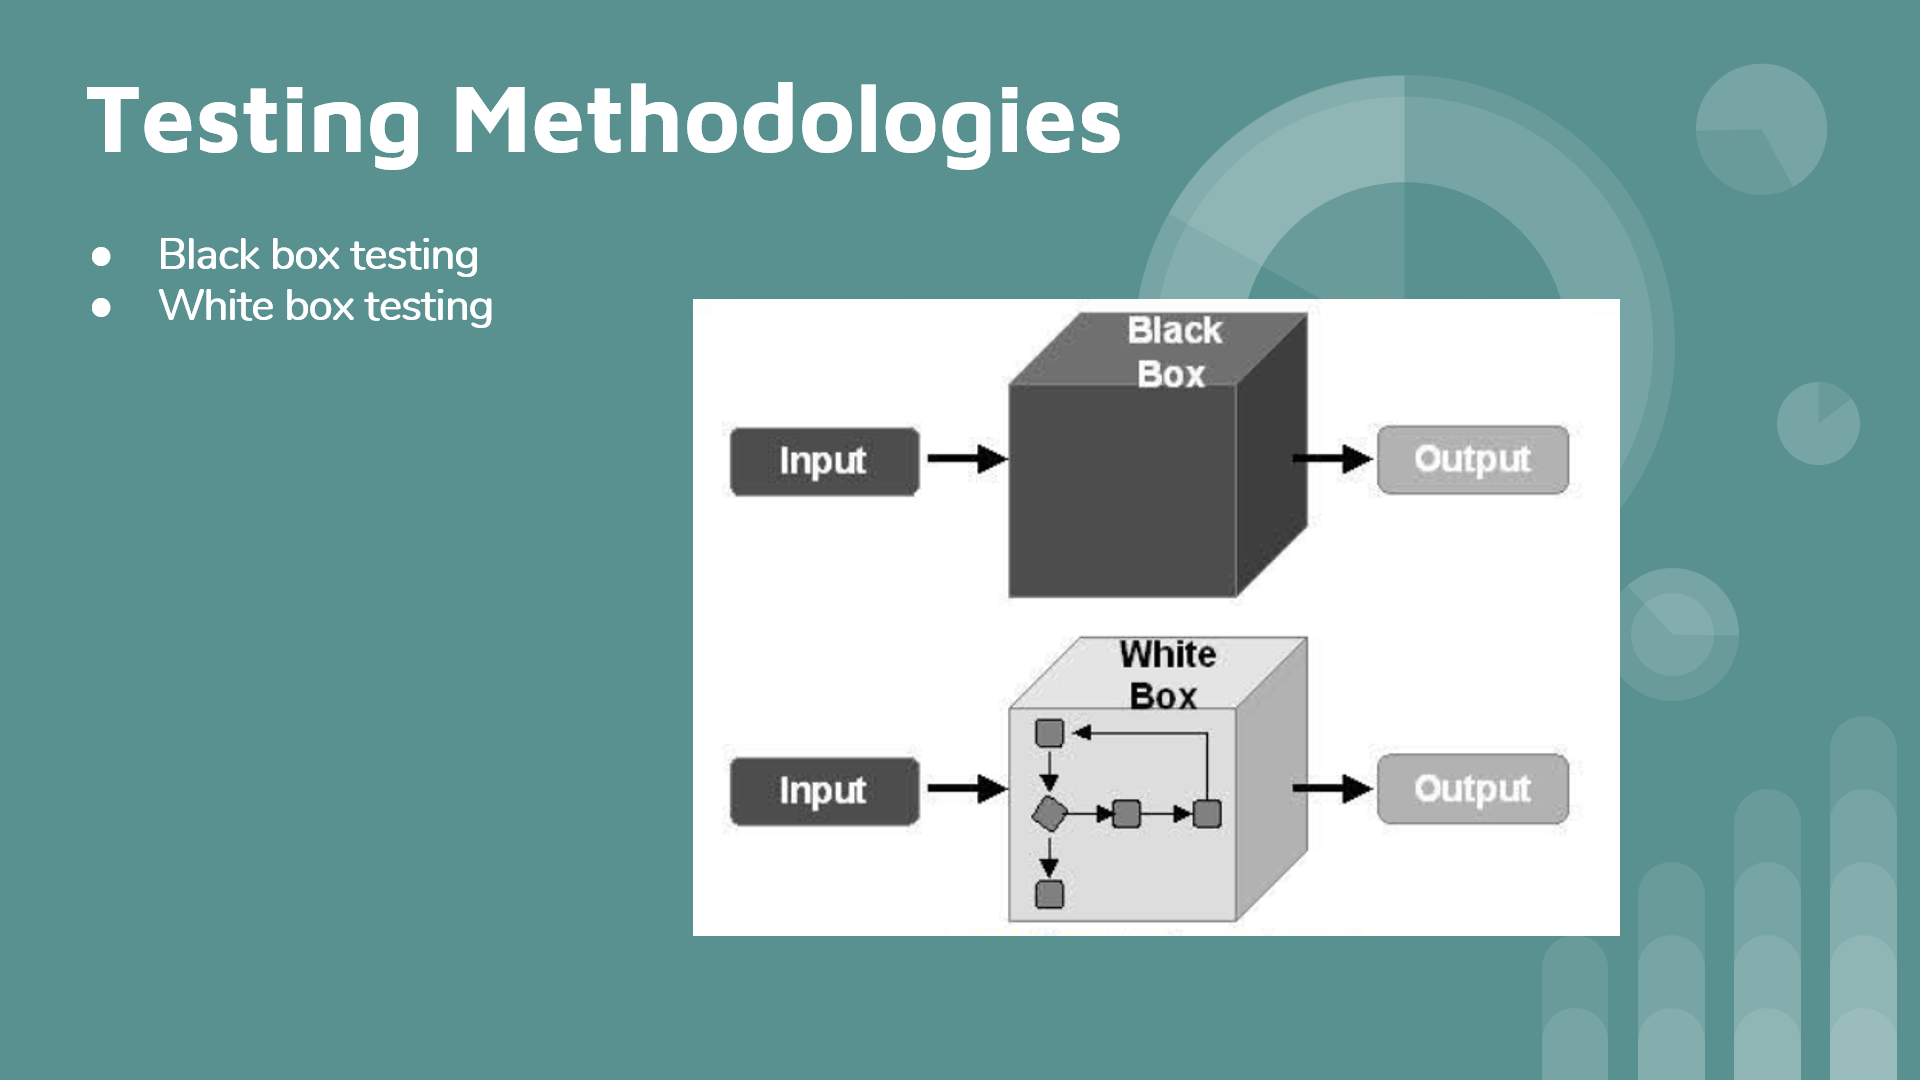 Testing Methodologies
● Black box testing
● White box testing
Black
Box
Input
Output
White
Box
Input
Output